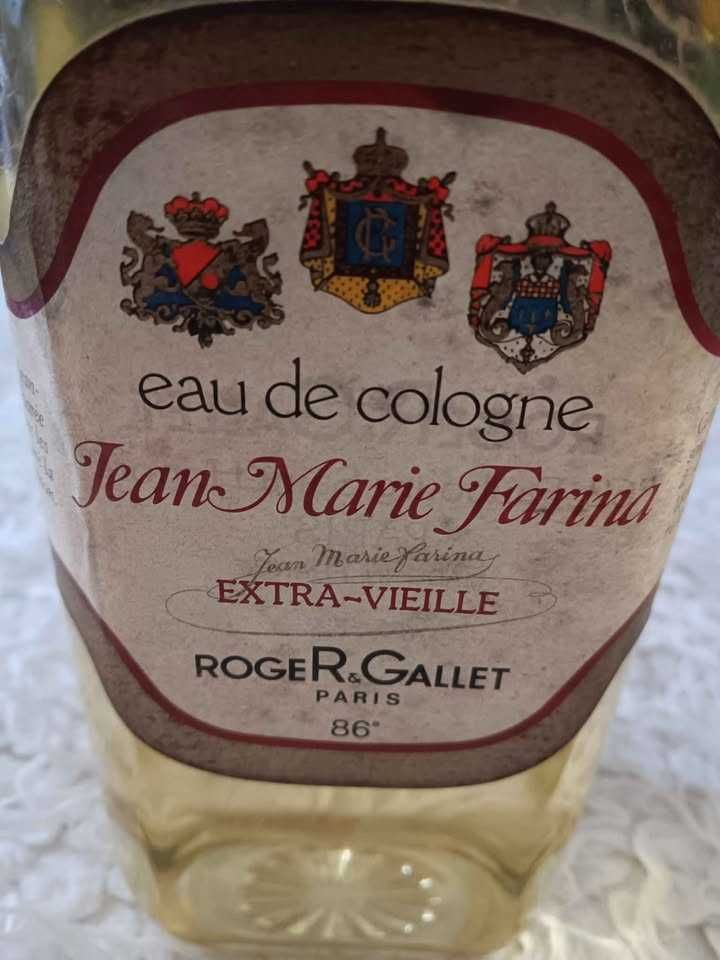 eau de cologne
Jean Marie Farina
Jean Marie Farina
EXTRA-VIEILLE
ROGER & GALLET
PARIS
86°